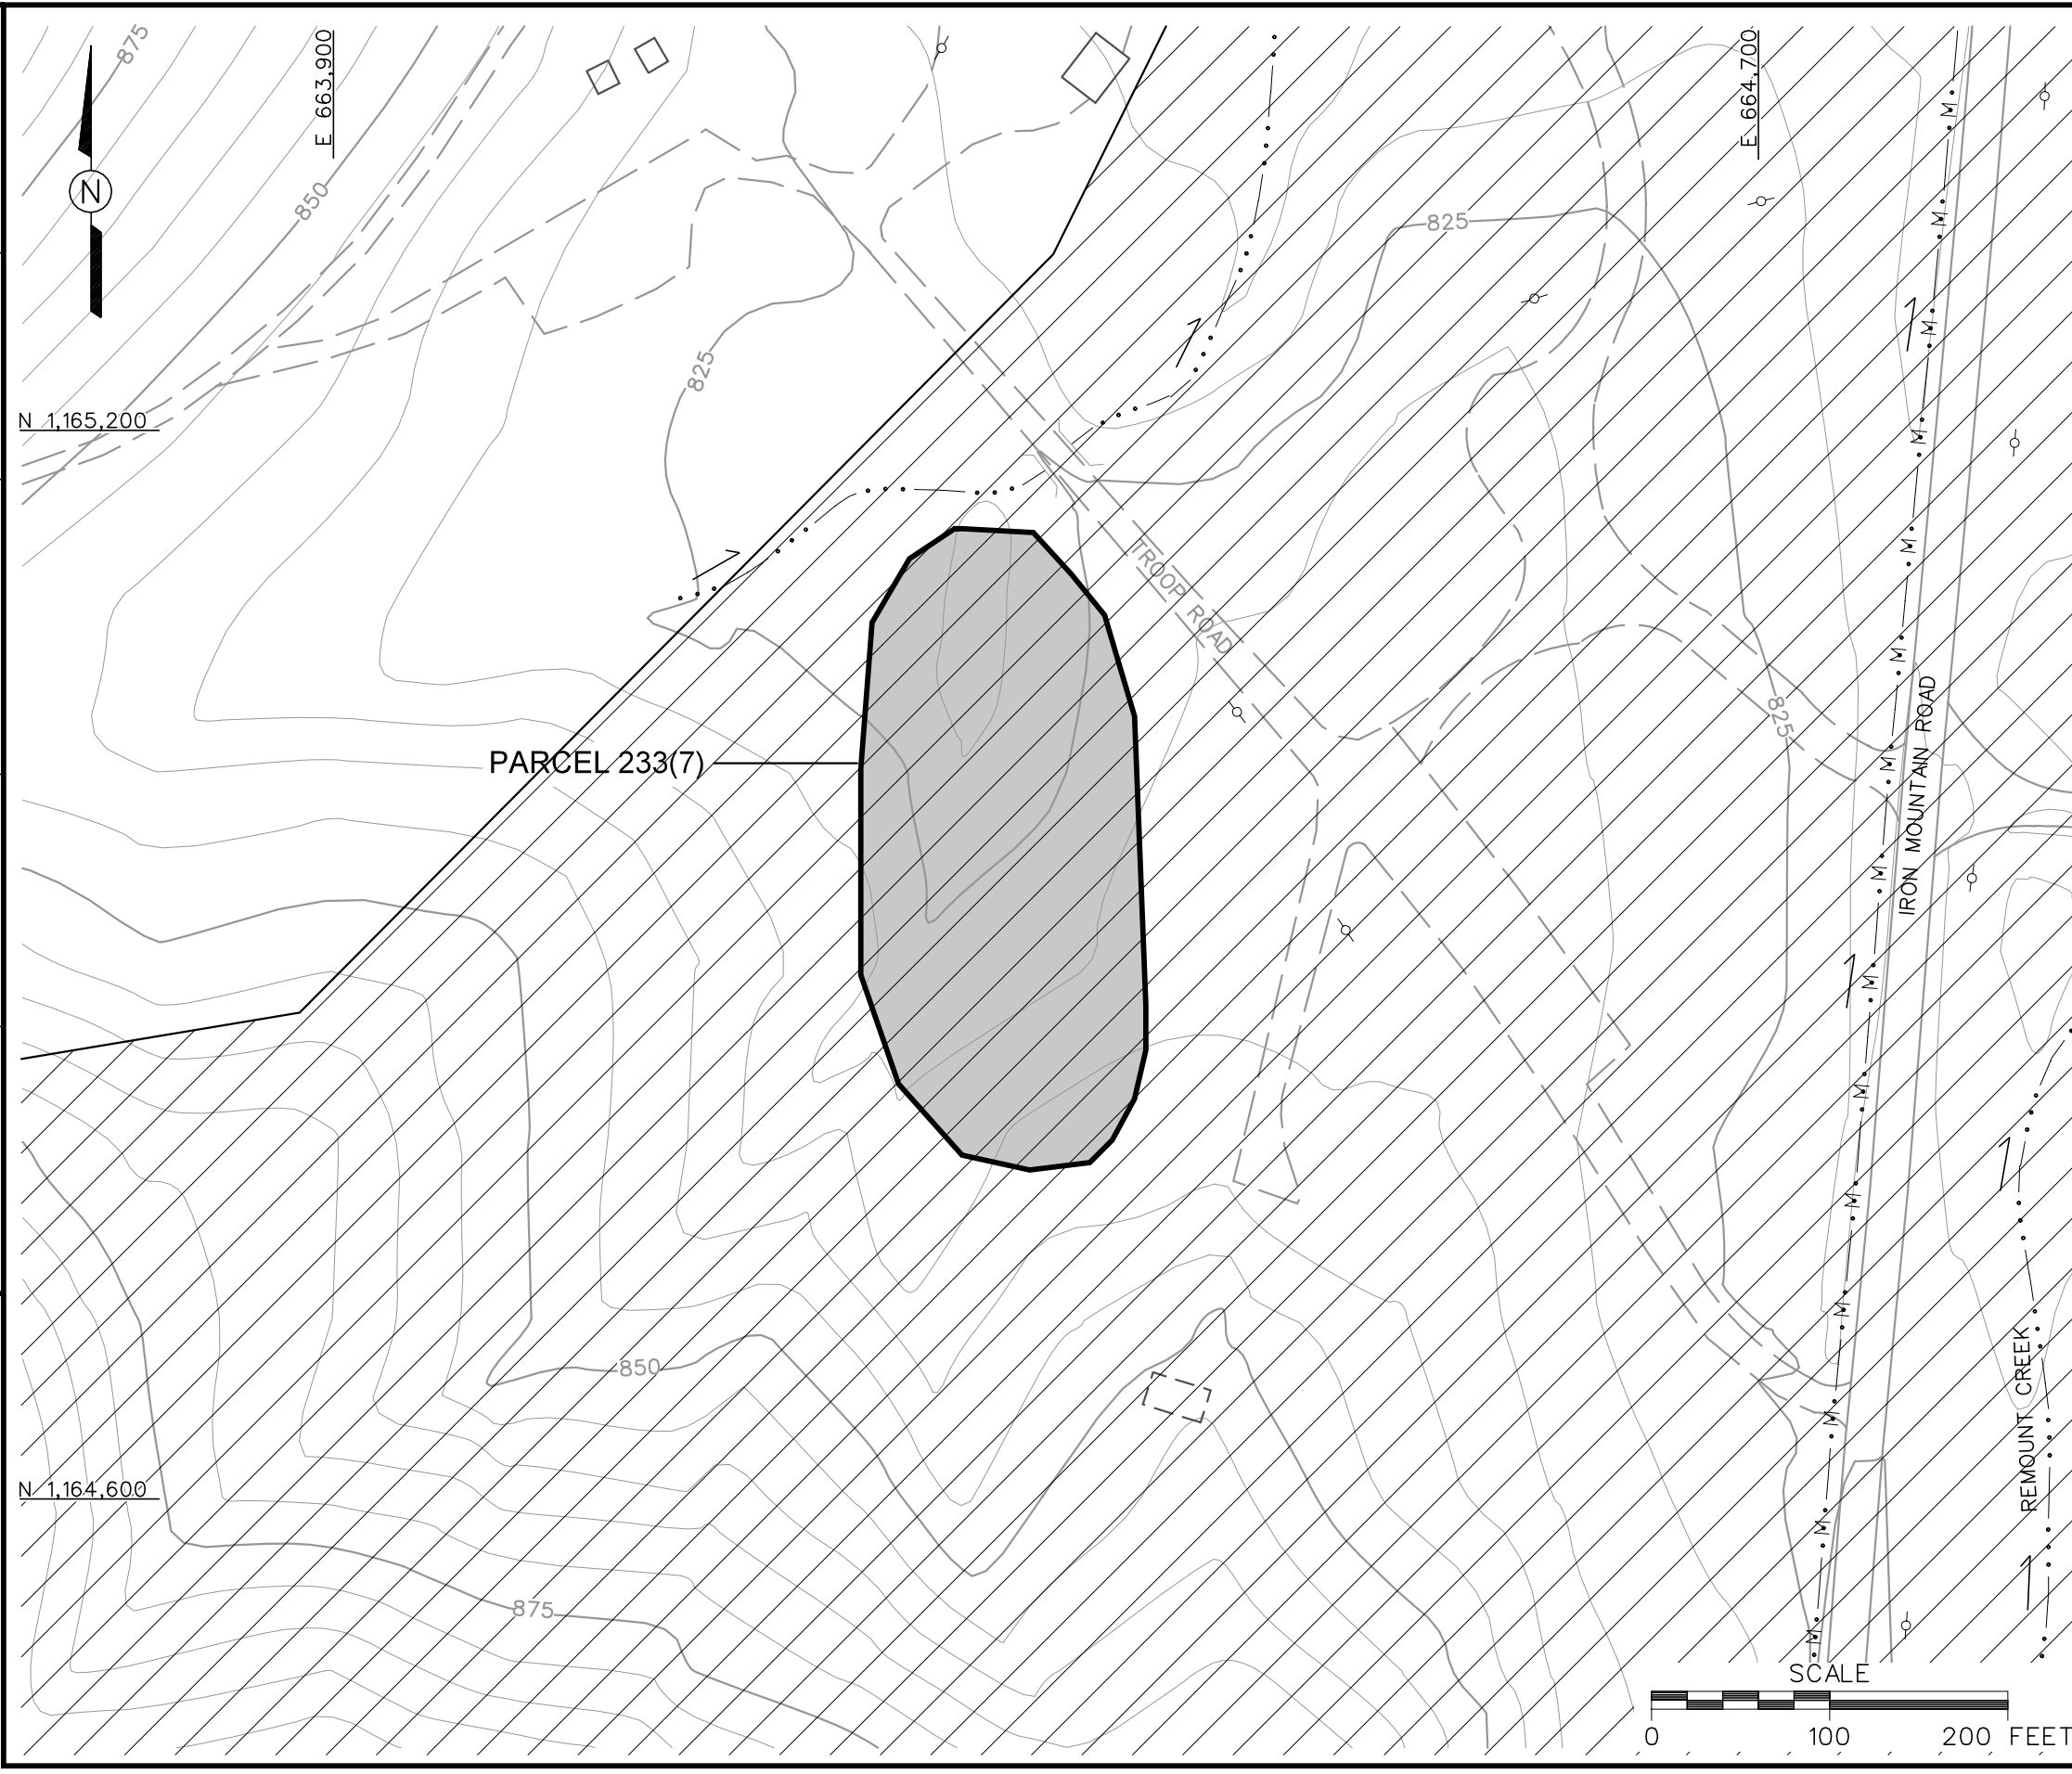 875
E 663,900
E 664,700
N
850
825
825
N 1,165,200
TROOP ROAD
825
IRON MOUNTAIN ROAD
PARCEL 233(7)
M M M M M M M M M M M M M M M
850
REMOUNT CREEK
N 1,164,600
875
SCALE
0 100 200 FEET